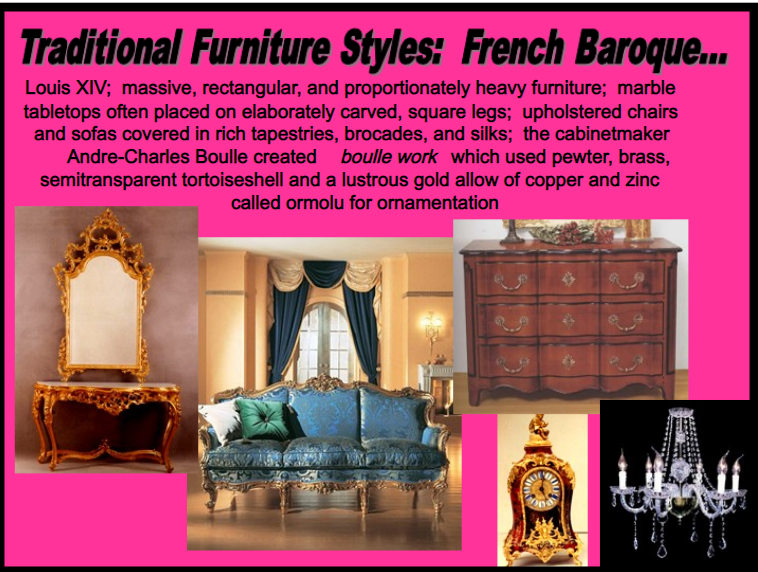 Traditional Furniture Styles: French Baroque...
Louis XIV; massive, rectangular, and proportionately heavy furniture; marble
tabletops often placed on elaborately carved, square legs; upholstered chairs
and sofas covered in rich tapestries, brocades, and silks; the cabinetmaker
Andre-Charles Boulle created boulle work which used pewter, brass,
semitransparent tortoiseshell and a lustrous gold allow of copper and zinc
called ormolu for ornamentation